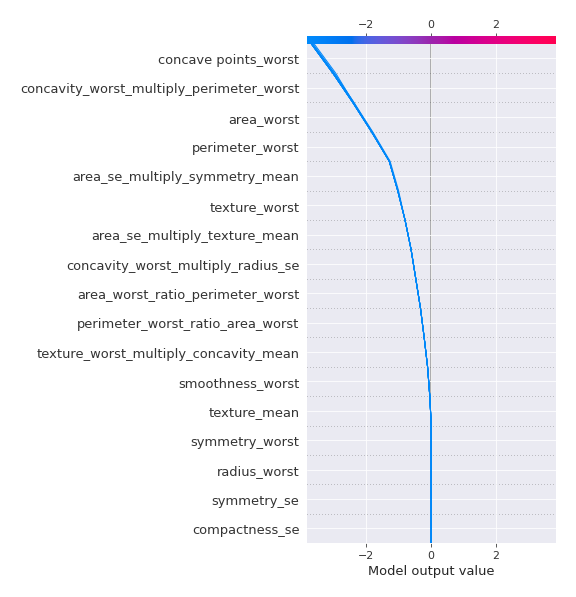 −2 0 2
concave points_worst
concavity_worst_multiply_perimeter_worst
area_worst
perimeter_worst
area_se_multiply_symmetry_mean
texture_worst
area_se_multiply_texture_mean
concavity_worst_multiply_radius_se
area_worst_ratio_perimeter_worst
perimeter_worst_ratio_area_worst
texture_worst_multiply_concavity_mean
smoothness_worst
texture_mean
symmetry_worst
radius_worst
symmetry_se
compactness_se
−2 0 2
Model output value